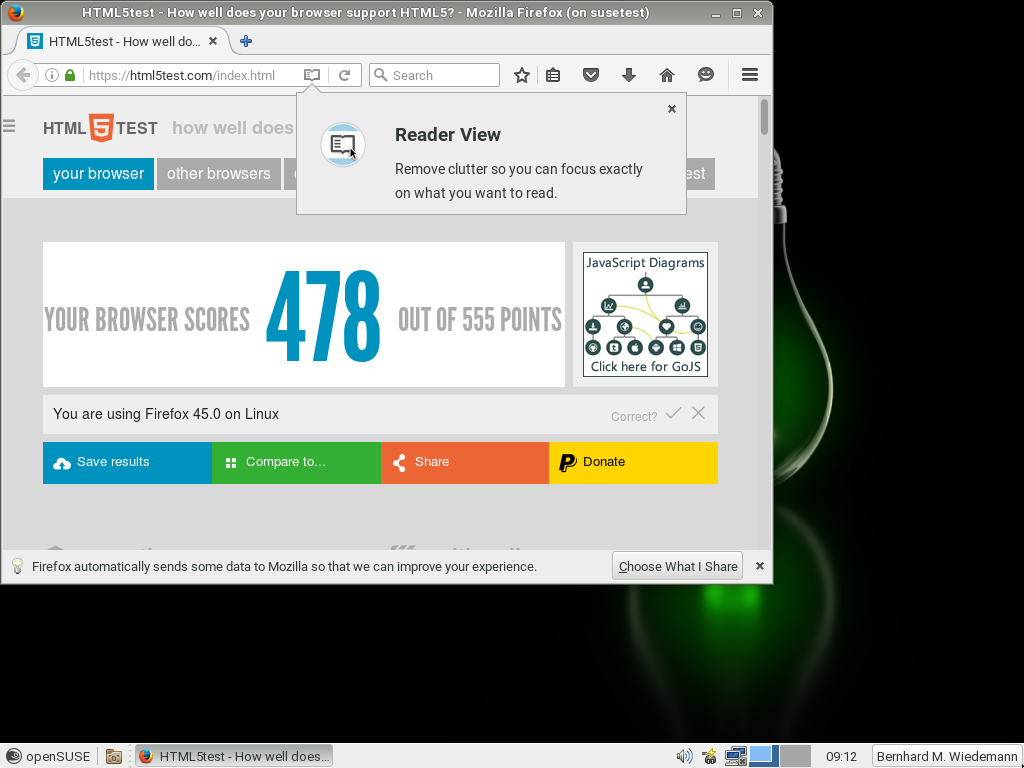 HTML5test - How well does your browser support HTML5? - Mozilla Firefox (on susetest)
HTML5test - How well do...
https://html5test.com/index.html
Search
HTML 5 TEST how well does
Reader View
Remove clutter so you can focus exactly
on what you want to read.
your browser
other browsers
est
YOUR BROWSER SCORES 478 OUT OF 555 POINTS
JavaScript Diagrams
Click here for GoJS
You are using Firefox 45.0 on Linux
Correct?
Save results
Compare to...
Share
Donate
Firefox automatically sends some data to Mozilla so that we can improve your experience.
Choose What I Share
openSUSE
HTML5test - How well does...
09:12
Bernhard M. Wiedemann